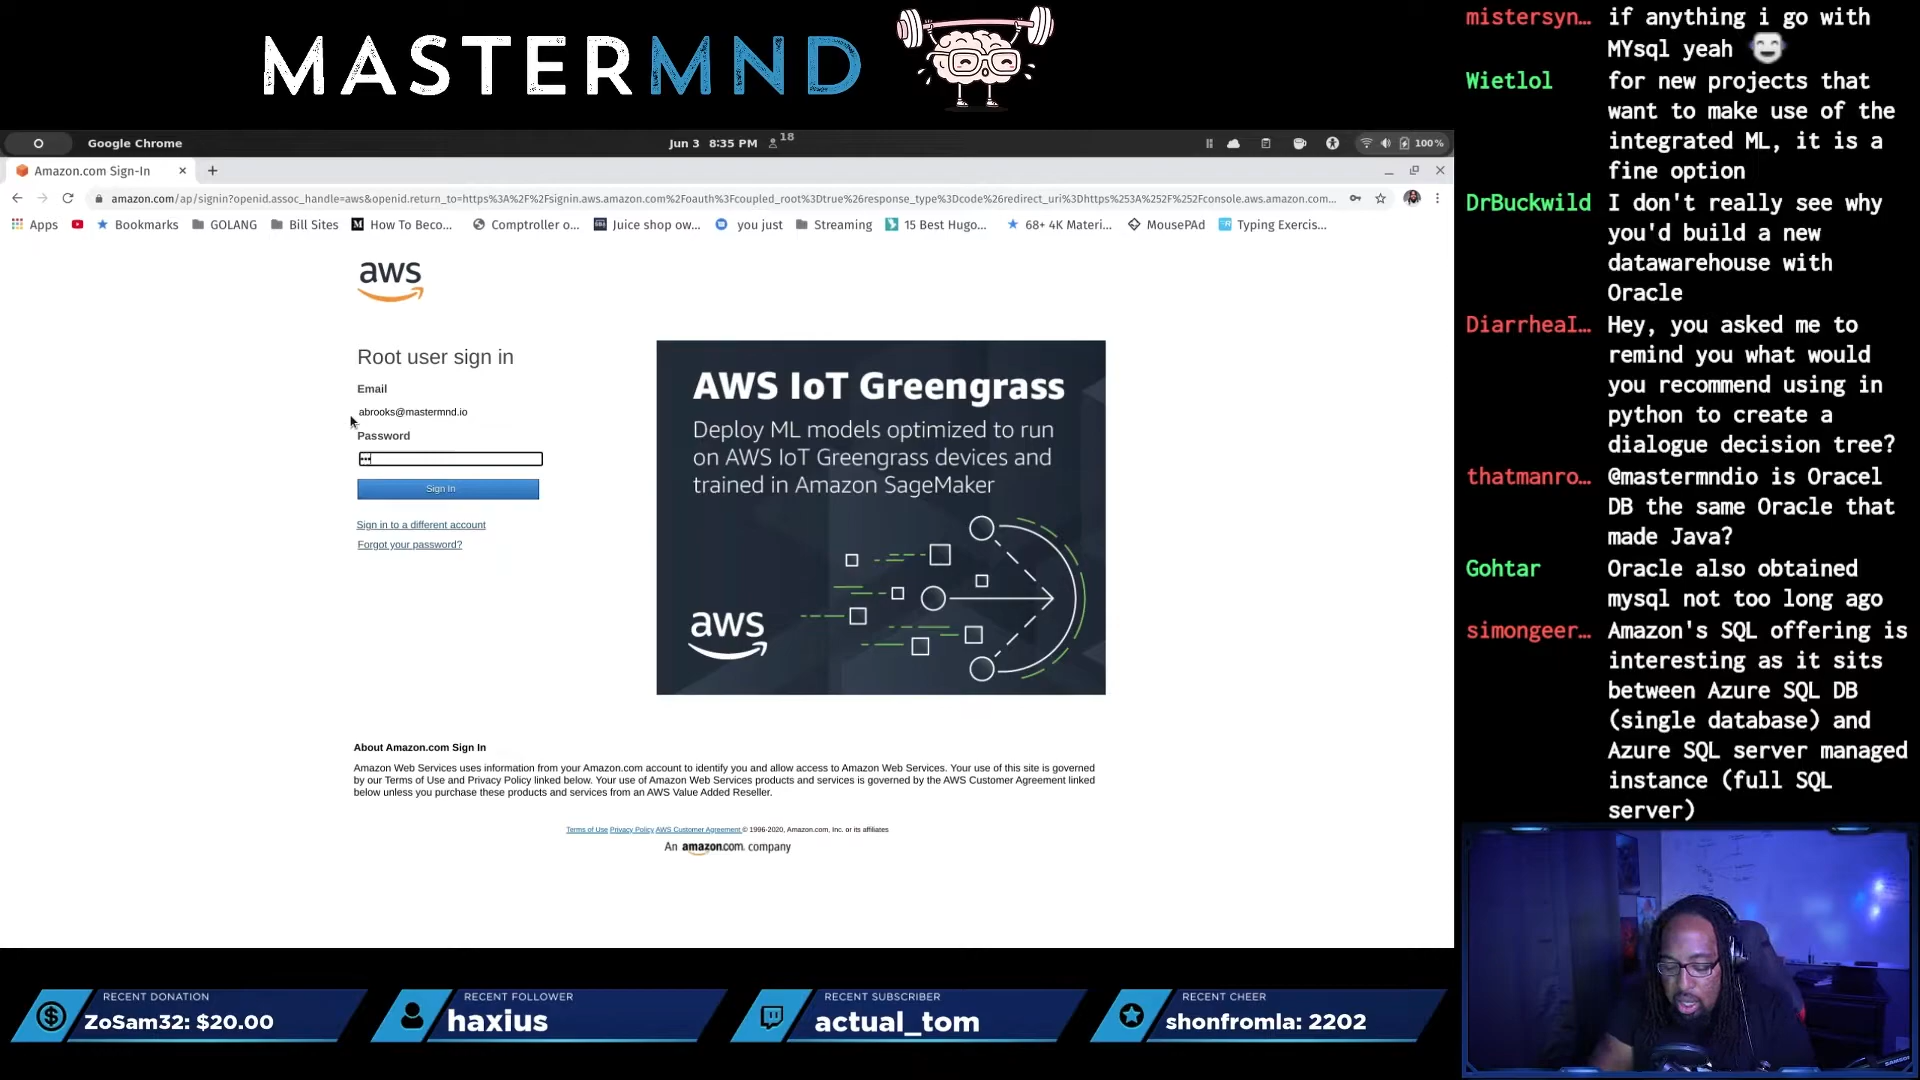 MASTERMND
Google Chrome
Jun 3 8:35 PM
18
100%
Amazon.com Sign-In
amazon.com/ap/signin?openid.assoc_handle=aws&openid.return_to=https%3A%2F%2Fsignin.aws.amazon.com%2Foauth%3Fcoupled_root%3Dtrue%26response_type%3Dcode%26redirect_uri%3Dhttps%253A%252F%252Fconsole.aws.amazon.com...
Apps
Bookmarks
GOLANG
Bill Sites
How To Beco...
Comptroller o...
Juice shop ow...
you just
Streaming
15 Best Hugo...
68+ 4K Materi...
MousePAd
Typing Exercis...
aws
Root user sign in
Email
abrooks@mastermnd.io
Password
Sign In
Sign in to a different account
Forgot your password?
AWS IoT Greengrass
Deploy ML models optimized to run
on AWS IoT Greengrass devices and
trained in Amazon SageMaker
aws
About Amazon.com Sign In
Amazon Web Services uses information from your Amazon.com account to identify you and allow access to Amazon Web Services. Your use of this site is governed
by our Terms of Use and Privacy Policy linked below. Your use of Amazon Web Services products and services is governed by the AWS Customer Agreement linked
below unless you purchase these products and services from an AWS Value Added Reseller.
Terms of Use Privacy Policy AWS Customer Agreement © 1996-2020, Amazon.com, Inc. or its affiliates
An amazon.com. company
mistersyn... if anything i go with
MYsql yeah
Wietlol for new projects that
want to make use of the
integrated ML, it is a
fine option
DrBuckwild I don't really see why
you'd build a new
datawarehouse with
Oracle
DiarrheaI... Hey, you asked me to
remind you what would
you recommend using in
python to create a
dialogue decision tree?
thatmanro... @mastermndio is Oracel
DB the same Oracle that
made Java?
Gohtar Oracle also obtained
mysql not too long ago
simongeer... Amazon's SQL offering is
interesting as it sits
between Azure SQL DB
(single database) and
Azure SQL server managed
instance (full SQL
server)
RECENT DONATION
ZoSam32: $20.00
RECENT FOLLOWER
haxius
RECENT SUBSCRIBER
actual_tom
RECENT CHEER
shonfromla: 2202
SAMSON